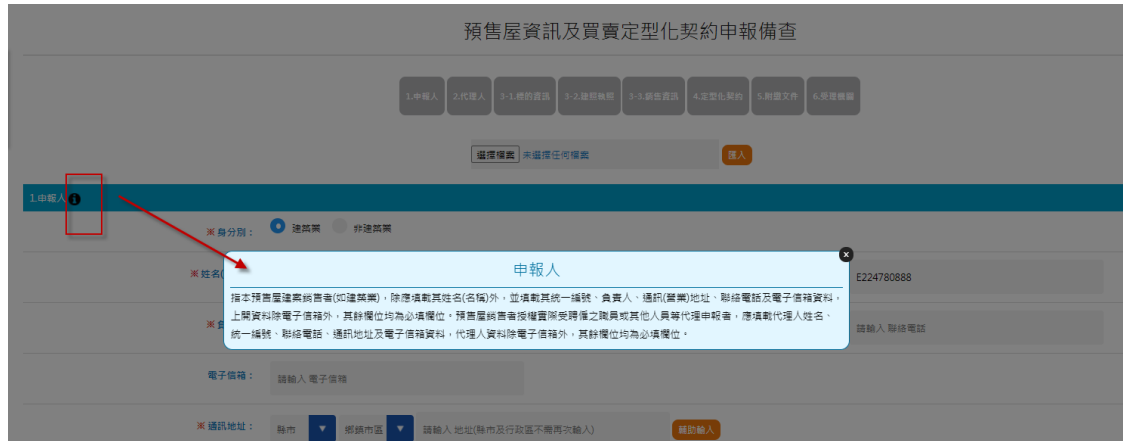 預售屋資訊及買賣定型化契約申報備查
1.申報人 2.代理人 3-1.標的資訊 3-2.建照執照 3-3.銷售資訊 4.定型化契約 5.附繳文件 6.受理機關
選擇檔案 未選擇任何檔案 匯入
1.申報人
※身分別： 建築業 非建築業
※姓名( E224780888
申報人
指本預售屋建案銷售者(如建築業)，除應填載其姓名(名稱)外，並填載其統一編號、負責人、通訊(營業)地址、聯絡電話及電子信箱資料，
上開資料除電子信箱外，其餘欄位均為必填欄位。預售屋銷售者授權實際受聘僱之職員或其他人員等代理申報者，應填載代理人姓名、
統一編號、聯絡電話、通訊地址及電子信箱資料，代理人資料除電子信箱外，其餘欄位均為必填欄位。
※負 請輸入 聯絡電話
電子信箱： 請輸入 電子信箱
※通訊地址： 縣市 鄉鎮市區 請輸入 地址(縣市及行政區不需再次輸入) 輔助輸入